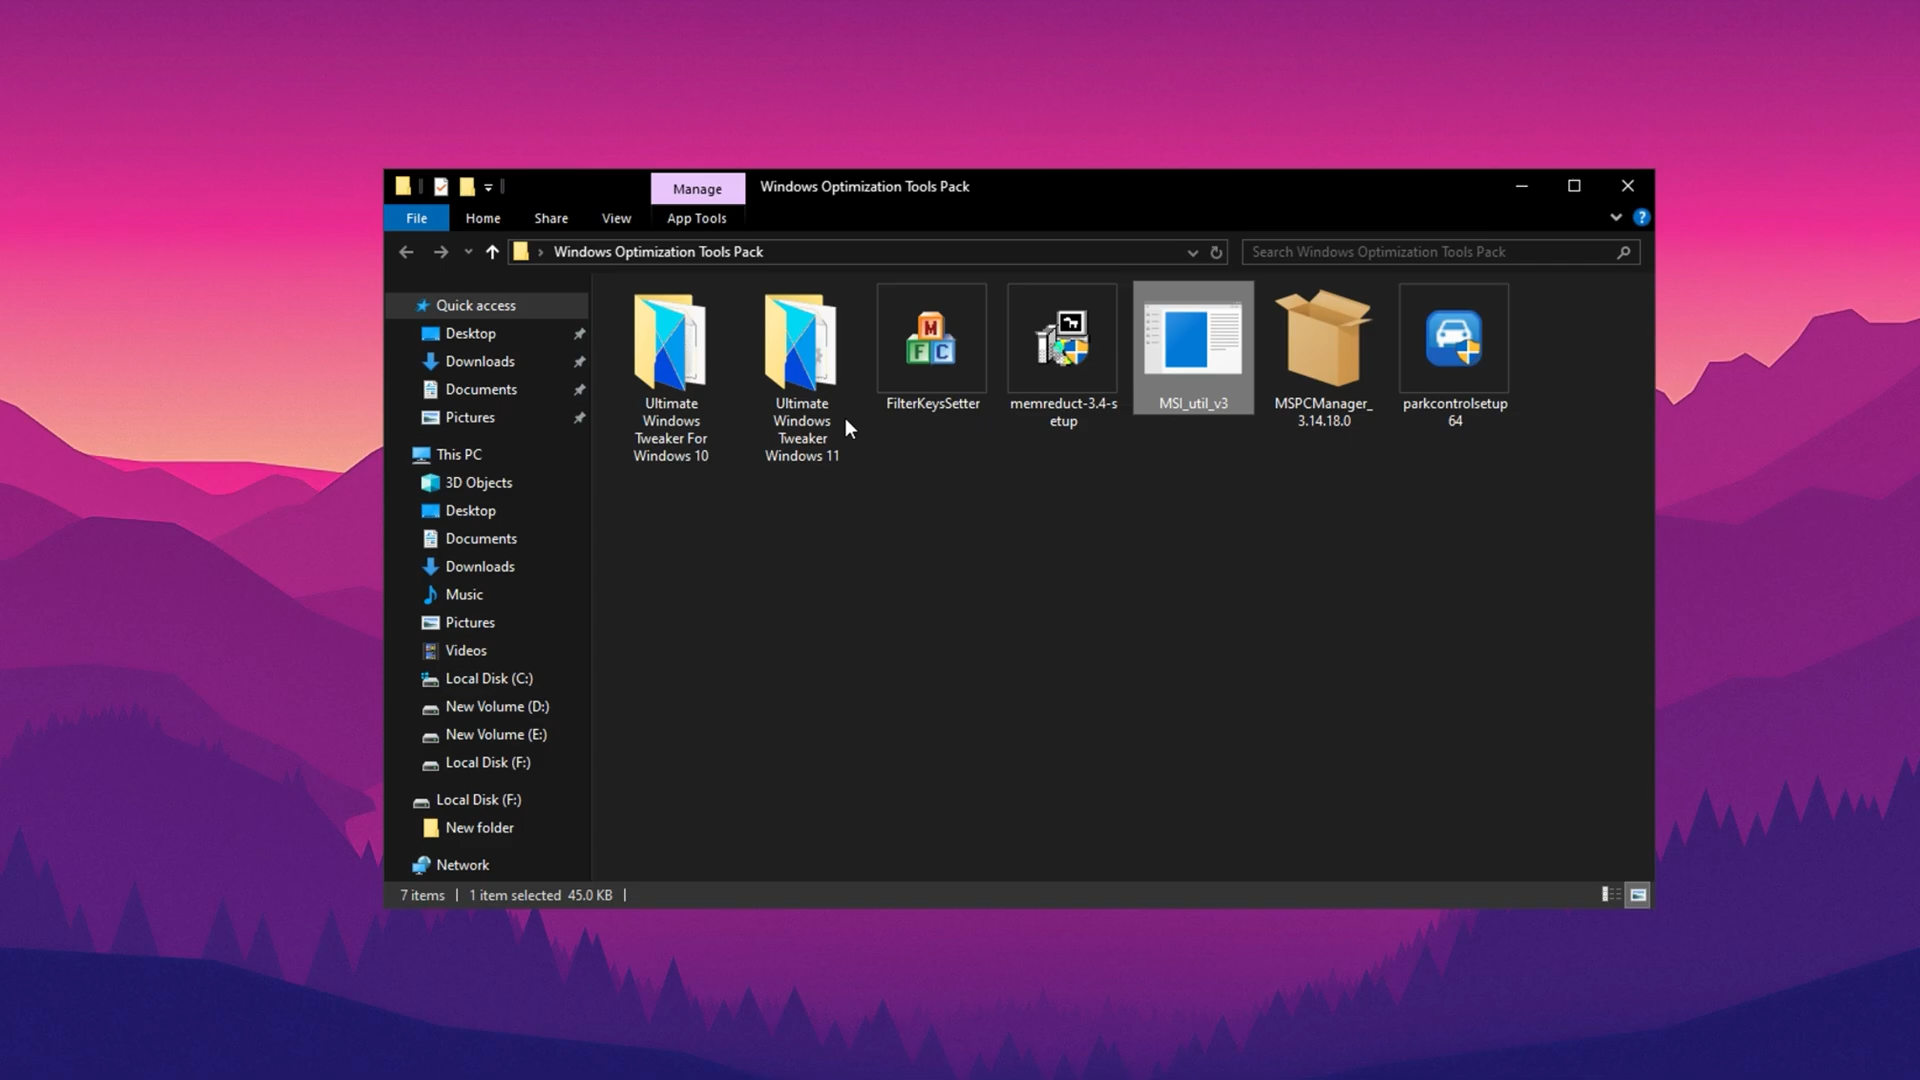 Manage
Windows Optimization Tools Pack
File
Home
Share
View
App Tools
?
Windows Optimization Tools Pack
Search Windows Optimization Tools Pack
Quick access
Desktop
Downloads
Documents
Pictures
This PC
3D Objects
Desktop
Documents
Downloads
Music
Pictures
Videos
Local Disk (C:)
New Volume (D:)
New Volume (E:)
Local Disk (F:)
Local Disk (F:)
New folder
Network
Ultimate
Windows
Tweaker For
Windows 10
Ultimate
Windows
Tweaker
Windows 11
M
F C
FilterKeysSetter
memreduct-3.4-s
etup
MSI_util_v3
MSPCManager_
3.14.18.0
parkcontrolsetup
64
7 items
1 item selected 45.0 KB